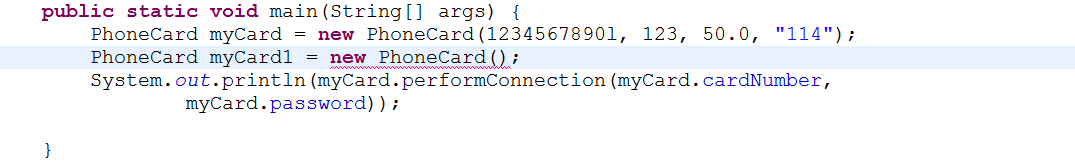 public static void main(String[] args) {
PhoneCard myCard = new PhoneCard(12345678901, 123, 50.0, "114");
PhoneCard myCard1 = new PhoneCard();
System.out.println(myCard.performConnection(myCard.cardNumber,
myCard.password));
}